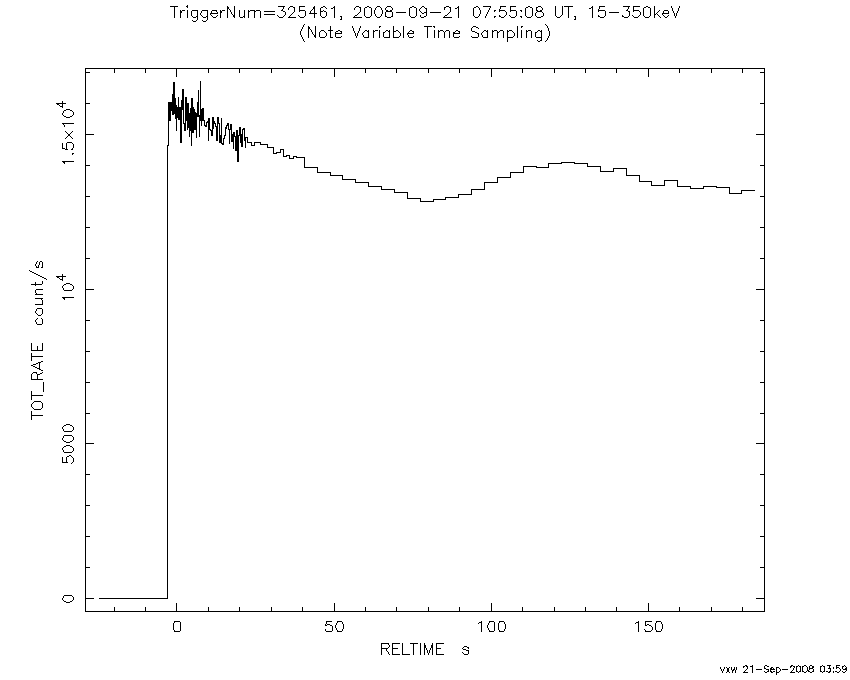 TriggerNum=325461, 2008-09-21 07:55:08 UT, 15-350keV
(Note Variable Time Sampling)
TOT_RATE count/s
1.5×10⁴
10⁴
5000
0
0 50 100 150
RELTIME s
vxw 21-Sep-2008 03:59